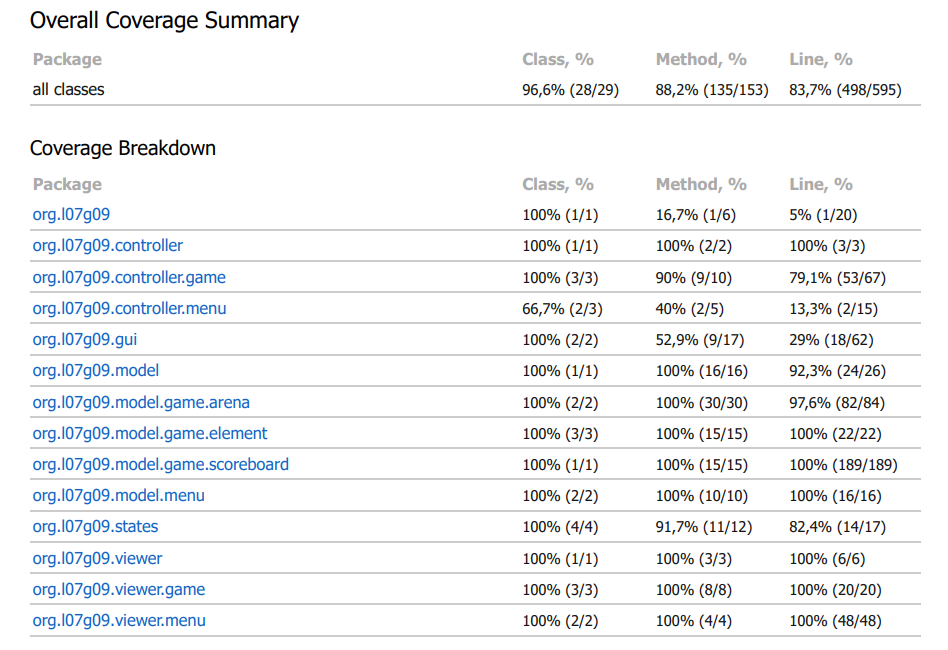 Overall Coverage Summary
Package Class, % Method, % Line, %
all classes 96,6% (28/29) 88,2% (135/153) 83,7% (498/595)
Coverage Breakdown
Package Class, % Method, % Line, %
org.l07g09 100% (1/1) 16,7% (1/6) 5% (1/20)
org.l07g09.controller 100% (1/1) 100% (2/2) 100% (3/3)
org.l07g09.controller.game 100% (3/3) 90% (9/10) 79,1% (53/67)
org.l07g09.controller.menu 66,7% (2/3) 40% (2/5) 13,3% (2/15)
org.l07g09.gui 100% (2/2) 52,9% (9/17) 29% (18/62)
org.l07g09.model 100% (1/1) 100% (16/16) 92,3% (24/26)
org.l07g09.model.game.arena 100% (2/2) 100% (30/30) 97,6% (82/84)
org.l07g09.model.game.element 100% (3/3) 100% (15/15) 100% (22/22)
org.l07g09.model.game.scoreboard 100% (1/1) 100% (15/15) 100% (189/189)
org.l07g09.model.menu 100% (2/2) 100% (10/10) 100% (16/16)
org.l07g09.states 100% (4/4) 91,7% (11/12) 82,4% (14/17)
org.l07g09.viewer 100% (1/1) 100% (3/3) 100% (6/6)
org.l07g09.viewer.game 100% (3/3) 100% (8/8) 100% (20/20)
org.l07g09.viewer.menu 100% (2/2) 100% (4/4) 100% (48/48)